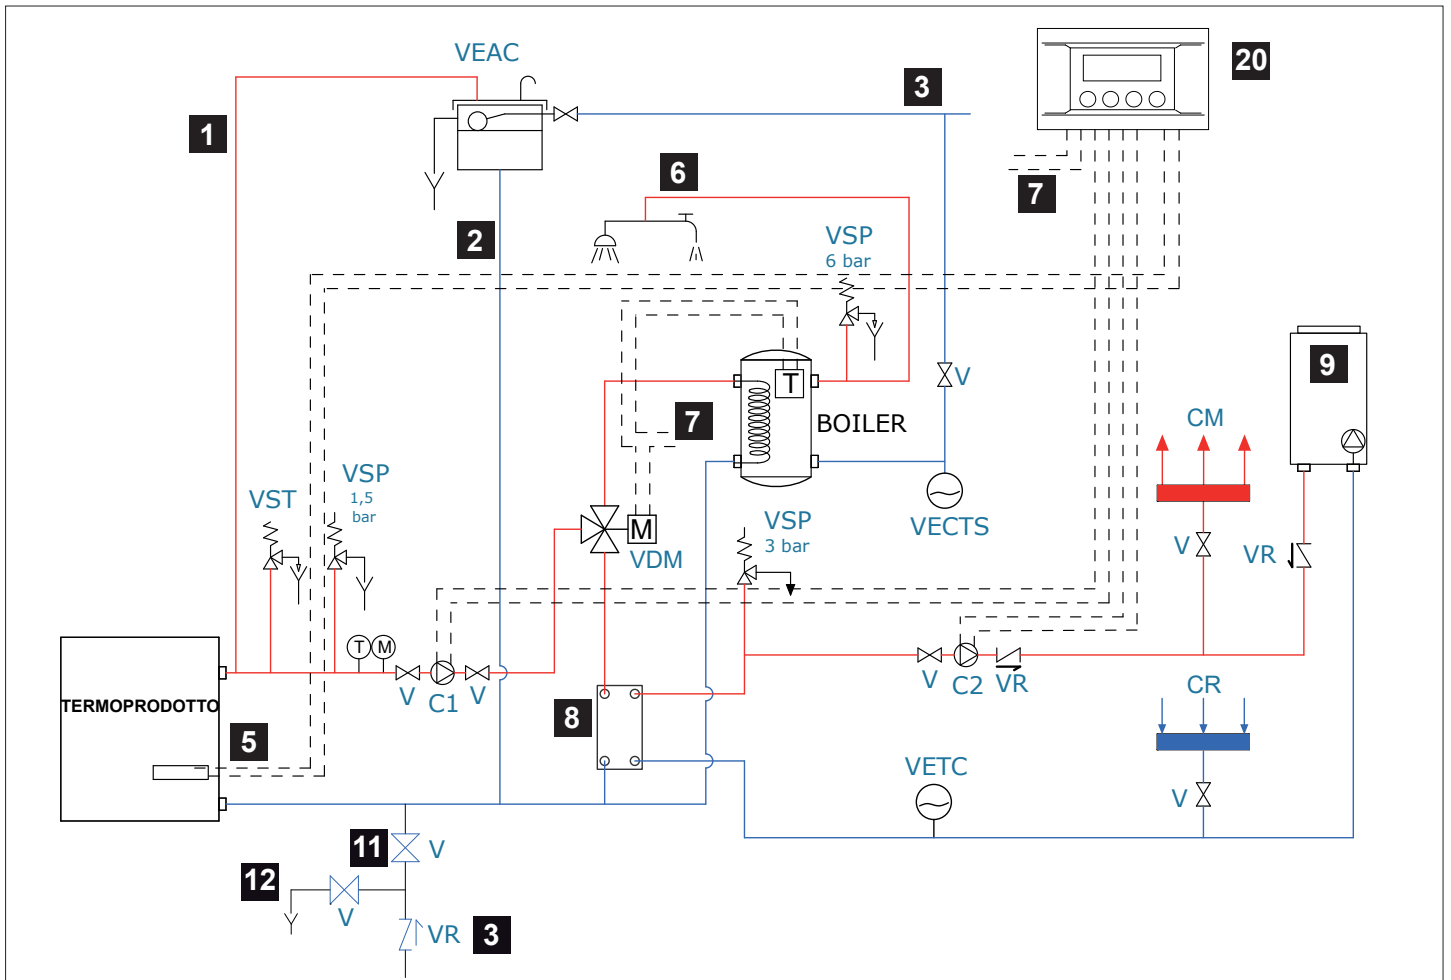 VEAC
20
3
1
6
7
2
VSP
6 bar
9
T
BOILER
V
CM
7
VST
VSP
1,5
bar
M
VDM
VSP
3 bar
VECTS
V
VR
T
M
V
C1
V
V
C2
VR
TERMOPRODOTTO
5
8
CR
VETC
V
11
V
12
V
VR
3